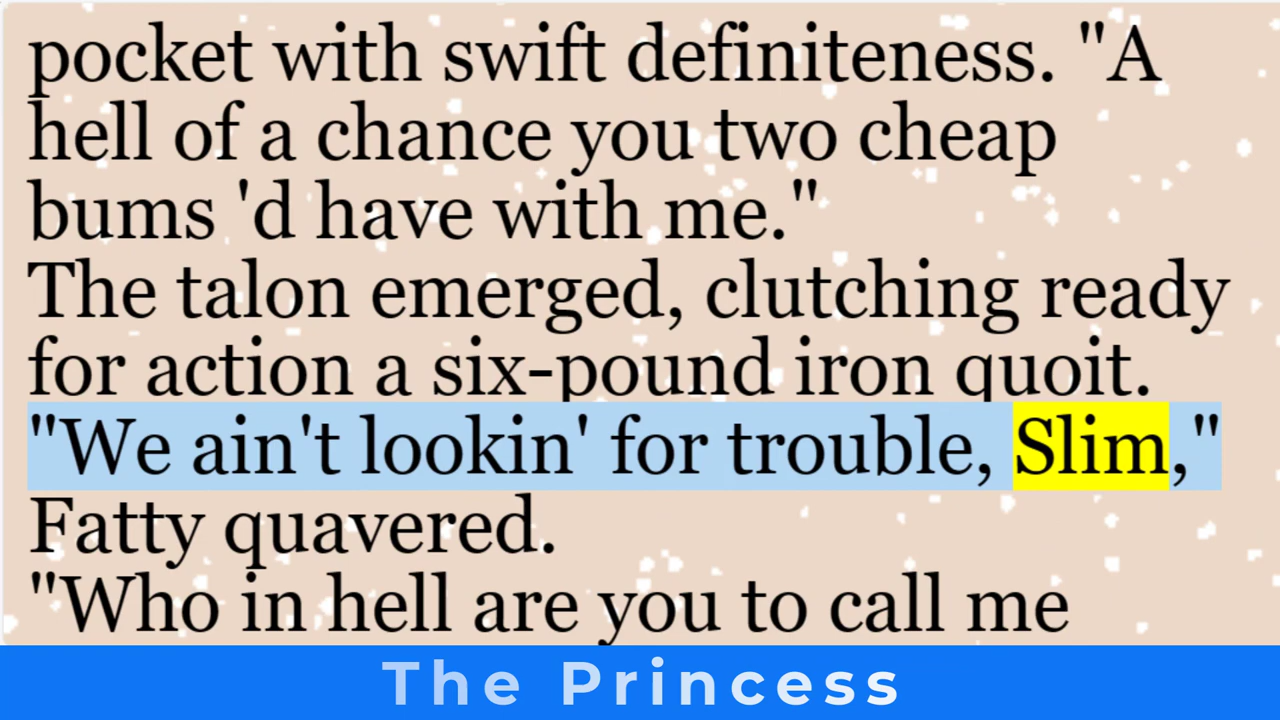 pocket with swift definiteness. "A
hell of a chance you two cheap
bums 'd have with me."
The talon emerged, clutching ready
for action a six-pound iron quoit.
"We ain't lookin' for trouble, Slim,"
Fatty quavered.
"Who in hell are you to call me
The Princess